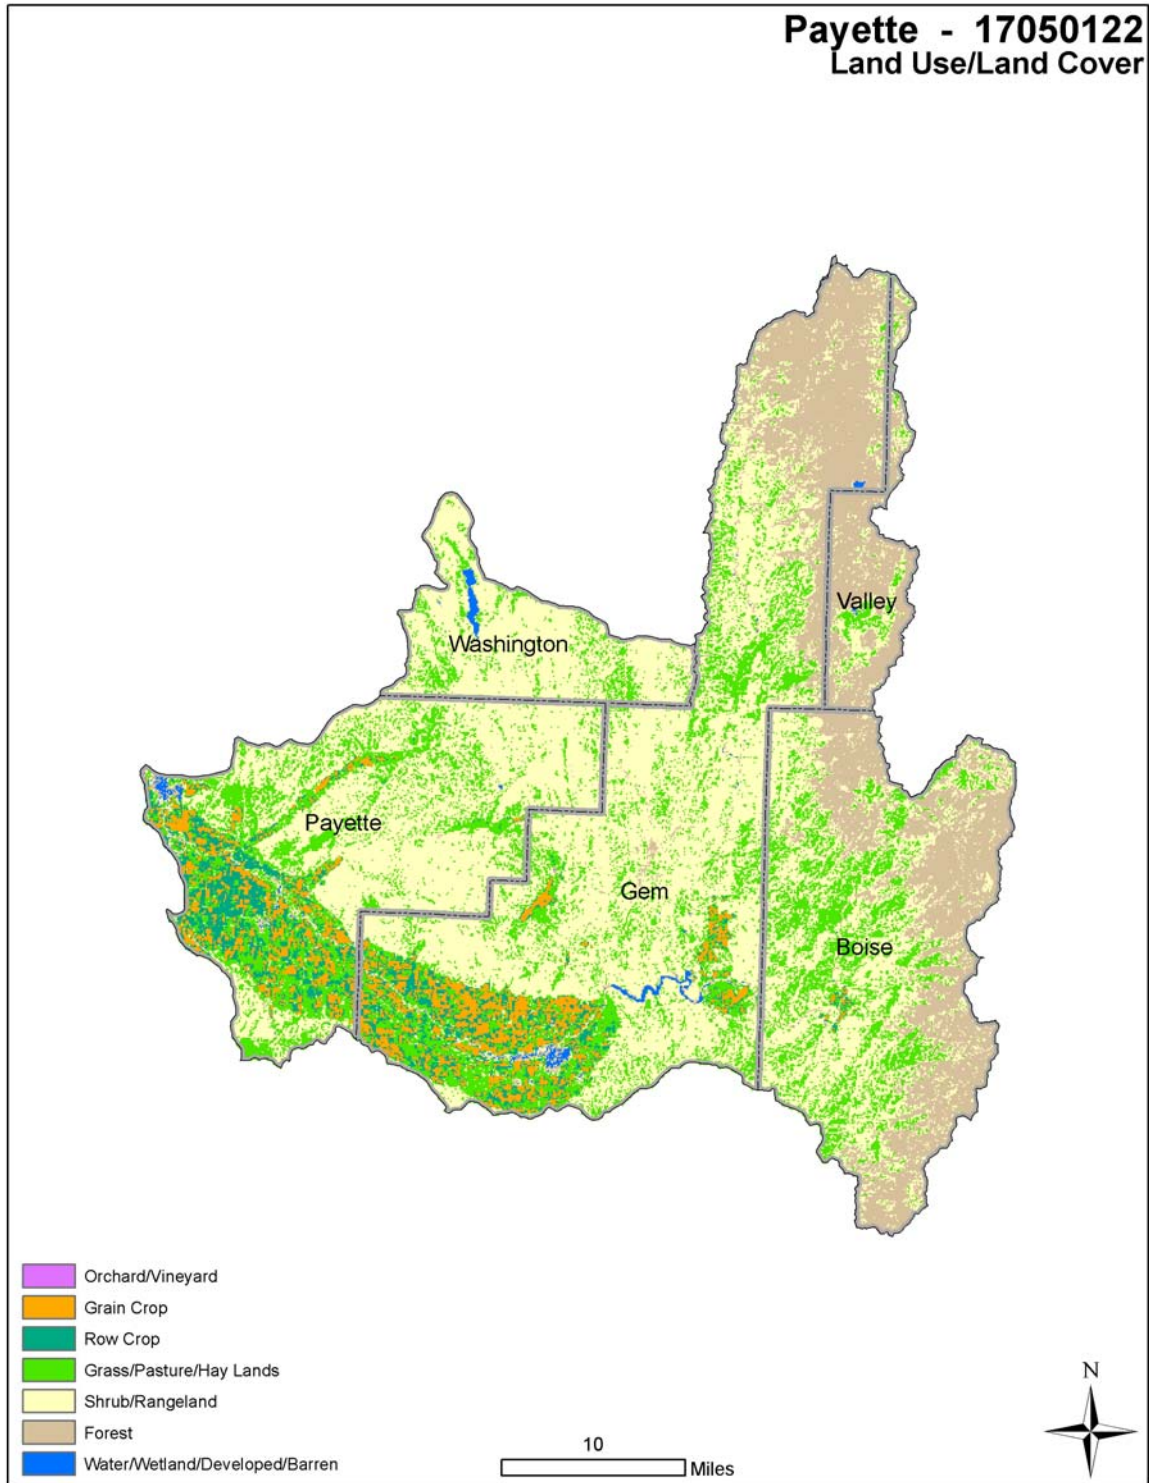 Payette - 17050122
Land Use/Land Cover
Valley
Washington
Payette
Gem
Boise
Orchard/Vineyard
Grain Crop
Row Crop
Grass/Pasture/Hay Lands
Shrub/Rangeland
Forest
Water/Wetland/Developed/Barren
10
Miles
N